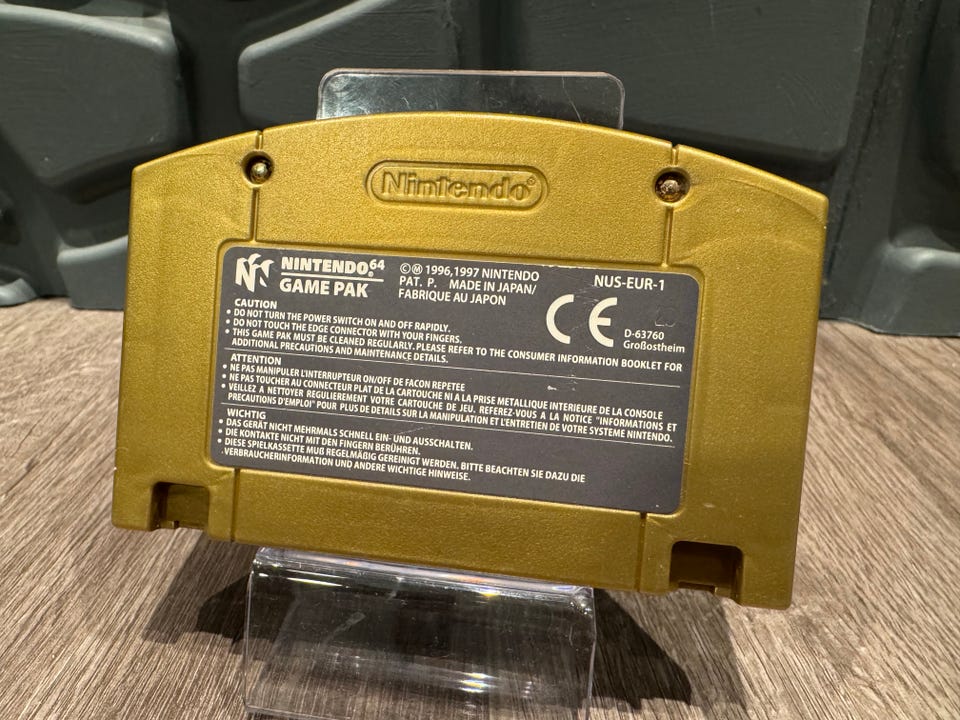 Nintendo®
NINTENDO64
GAME PAK
©Ⓜ 1996,1997 NINTENDO
PAT. P. MADE IN JAPAN/
FABRIQUE AU JAPON
NUS-EUR-1
CE
D-63760
Großostheim
CAUTION
• DO NOT TURN THE POWER SWITCH ON AND OFF RAPIDLY.
• DO NOT TOUCH THE EDGE CONNECTOR WITH YOUR FINGERS.
• THIS GAME PAK MUST BE CLEANED REGULARLY. PLEASE REFER TO THE CONSUMER INFORMATION BOOKLET FOR
ADDITIONAL PRECAUTIONS AND MAINTENANCE DETAILS.
ATTENTION
• NE PAS MANIPULER L'INTERRUPTEUR ON/OFF DE FACON REPETEE
• NE PAS TOUCHER AU CONNECTEUR PLAT DE LA CARTOUCHE NI A LA PRISE METALLIQUE INTERIEURE DE LA CONSOLE
• VEILLEZ A NETTOYER REGULIEREMENT VOTRE CARTOUCHE DE JEU. REFEREZ-VOUS A LA NOTICE "INFORMATIONS ET
PRECAUTIONS D'EMPLOI" POUR PLUS DE DETAILS SUR LA MANIPULATION ET L'ENTRETIEN DE VOTRE SYSTEME NINTENDO.
WICHTIG
• DAS GERÄT NICHT MEHRMALS SCHNELL EIN- UND AUSSCHALTEN.
• DIE KONTAKTE NICHT MIT DEN FINGERN BERÜHREN.
• DIESE SPIELKASSETTE MUß REGELMÄßIG GEREINIGT WERDEN. BITTE BEACHTEN SIE DAZU DIE
VERBRAUCHERINFORMATION UND ANDERE WICHTIGE HINWEISE.